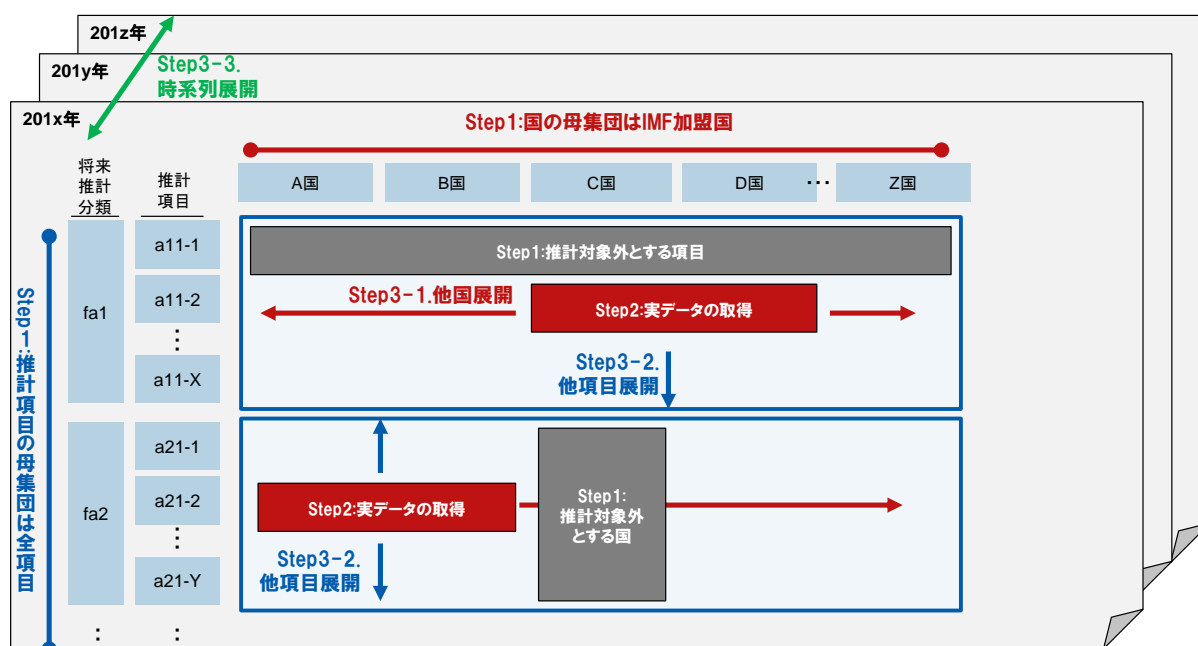 201z年
201y年
201x年
Step3-3.
時系列展開
Step1:国の母集団はIMF加盟国
将来
推計
分類
推計
項目
A国
B国
C国
D国
…
Z国
Step1:推計項目の母集団は全項目
fa1
a11-1
a11-2
⋮
a11-X
Step1:推計対象外とする項目
Step3-1.他国展開
Step2:実データの取得
Step3-2.
他項目展開
fa2
a21-1
a21-2
⋮
a21-Y
Step2:実データの取得
Step1:
推計対象外
とする国
Step3-2.
他項目展開
:
: